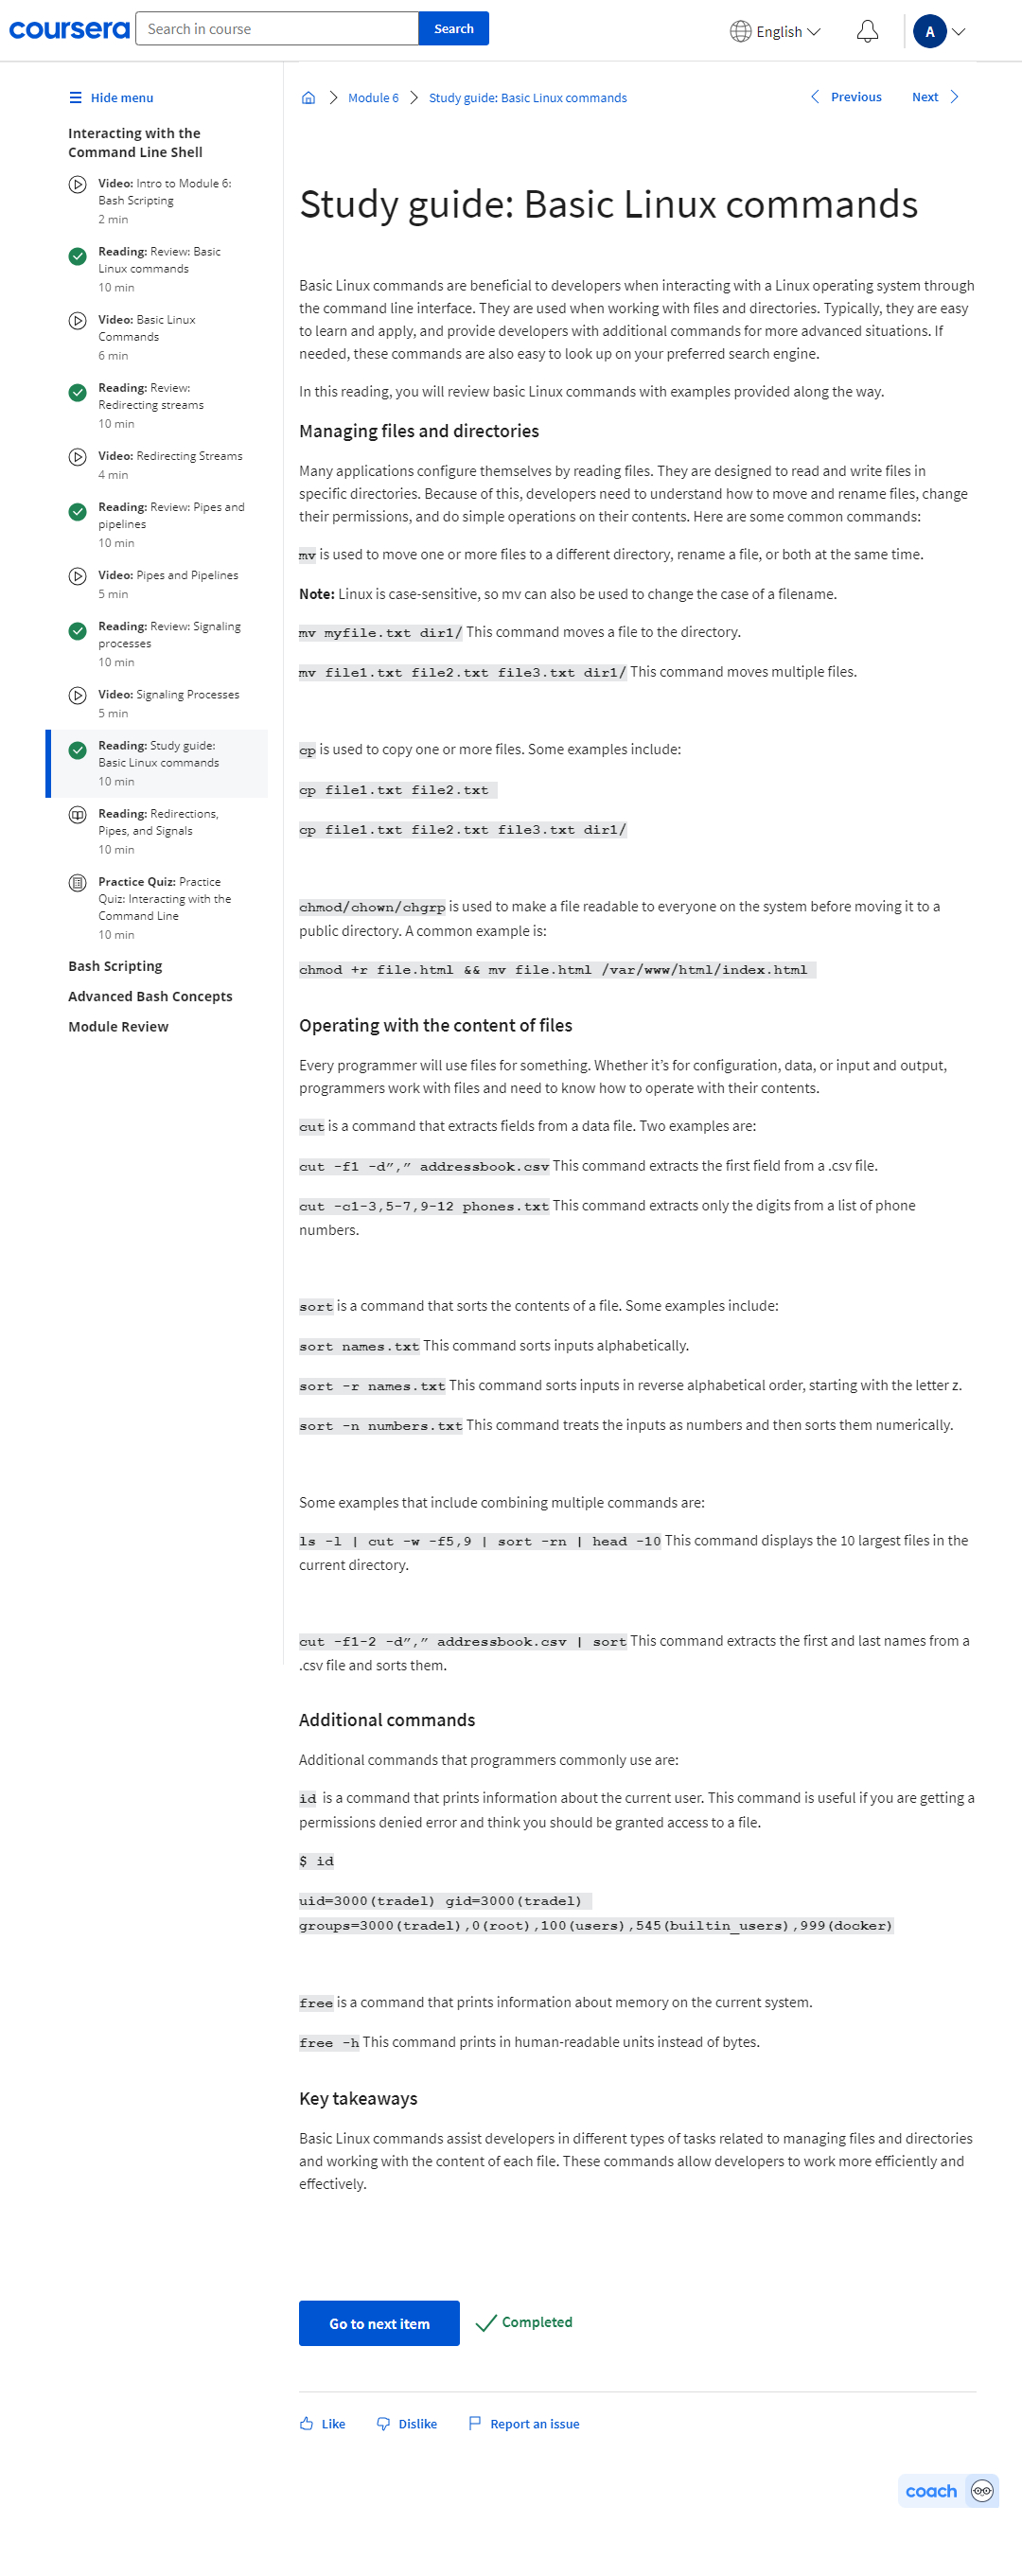 coursera
Search in course
Search
English
A
Hide menu
Module 6
Study guide: Basic Linux commands
Previous
Next
Interacting with the
Command Line Shell
Video: Intro to Module 6:
Bash Scripting
2 min
Reading: Review: Basic
Linux commands
10 min
Video: Basic Linux
Commands
6 min
Reading: Review:
Redirecting streams
10 min
Video: Redirecting Streams
4 min
Reading: Review: Pipes and
pipelines
10 min
Video: Pipes and Pipelines
5 min
Reading: Review: Signaling
processes
10 min
Video: Signaling Processes
5 min
Reading: Study guide:
Basic Linux commands
10 min
Reading: Redirections,
Pipes, and Signals
10 min
Practice Quiz: Practice
Quiz: Interacting with the
Command Line
10 min
Bash Scripting
Advanced Bash Concepts
Module Review
Study guide: Basic Linux commands
Basic Linux commands are beneficial to developers when interacting with a Linux operating system through
the command line interface. They are used when working with files and directories. Typically, they are easy
to learn and apply, and provide developers with additional commands for more advanced situations. If
needed, these commands are also easy to look up on your preferred search engine.
In this reading, you will review basic Linux commands with examples provided along the way.
Managing files and directories
Many applications configure themselves by reading files. They are designed to read and write files in
specific directories. Because of this, developers need to understand how to move and rename files, change
their permissions, and do simple operations on their contents. Here are some common commands:
mv is used to move one or more files to a different directory, rename a file, or both at the same time.
Note: Linux is case-sensitive, so mv can also be used to change the case of a filename.
mv myfile.txt dir1/ This command moves a file to the directory.
mv file1.txt file2.txt file3.txt dir1/ This command moves multiple files.
cp is used to copy one or more files. Some examples include:
cp file1.txt file2.txt
cp file1.txt file2.txt file3.txt dir1/
chmod/chown/chgrp is used to make a file readable to everyone on the system before moving it to a
public directory. A common example is:
chmod +r file.html && mv file.html /var/www/html/index.html
Operating with the content of files
Every programmer will use files for something. Whether it’s for configuration, data, or input and output,
programmers work with files and need to know how to operate with their contents.
cut is a command that extracts fields from a data file. Two examples are:
cut -f1 -d”,” addressbook.csv This command extracts the first field from a .csv file.
cut -c1-3,5-7,9-12 phones.txt This command extracts only the digits from a list of phone
numbers.
sort is a command that sorts the contents of a file. Some examples include:
sort names.txt This command sorts inputs alphabetically.
sort -r names.txt This command sorts inputs in reverse alphabetical order, starting with the letter z.
sort -n numbers.txt This command treats the inputs as numbers and then sorts them numerically.
Some examples that include combining multiple commands are:
ls -l | cut -w -f5,9 | sort -rn | head -10 This command displays the 10 largest files in the
current directory.
cut -f1-2 -d”,” addressbook.csv | sort This command extracts the first and last names from a
.csv file and sorts them.
Additional commands
Additional commands that programmers commonly use are:
id is a command that prints information about the current user. This command is useful if you are getting a
permissions denied error and think you should be granted access to a file.
$ id
uid=3000(tradel) gid=3000(tradel)
groups=3000(tradel),0(root),100(users),545(builtin_users),999(docker)
free is a command that prints information about memory on the current system.
free -h This command prints in human-readable units instead of bytes.
Key takeaways
Basic Linux commands assist developers in different types of tasks related to managing files and directories
and working with the content of each file. These commands allow developers to work more efficiently and
effectively.
Go to next item
Completed
Like
Dislike
Report an issue
coach